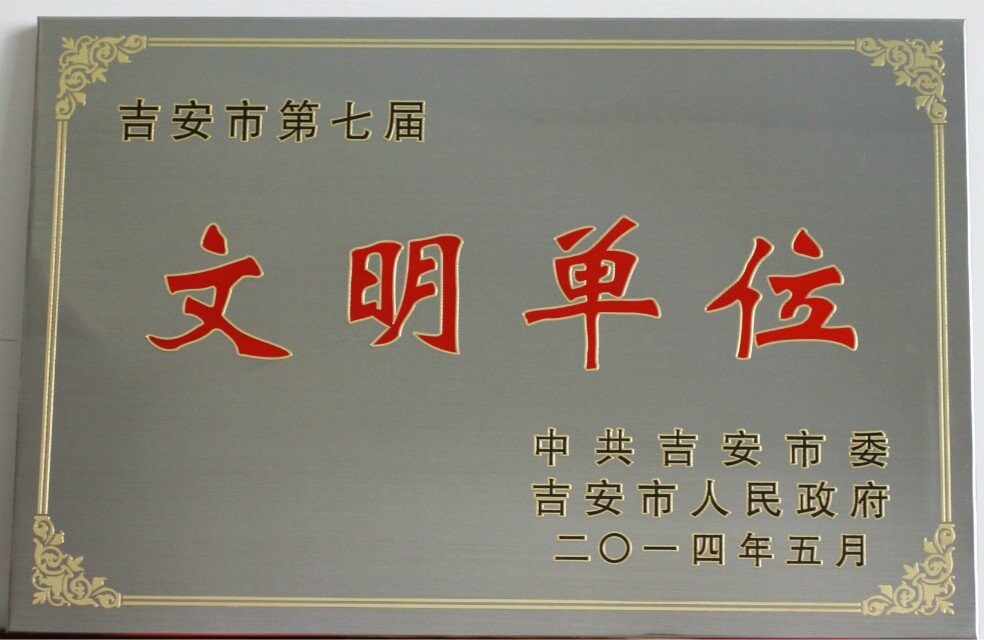 吉安市第七届
文明单位
中共吉安市委
吉安市人民政府
二〇一四年五月